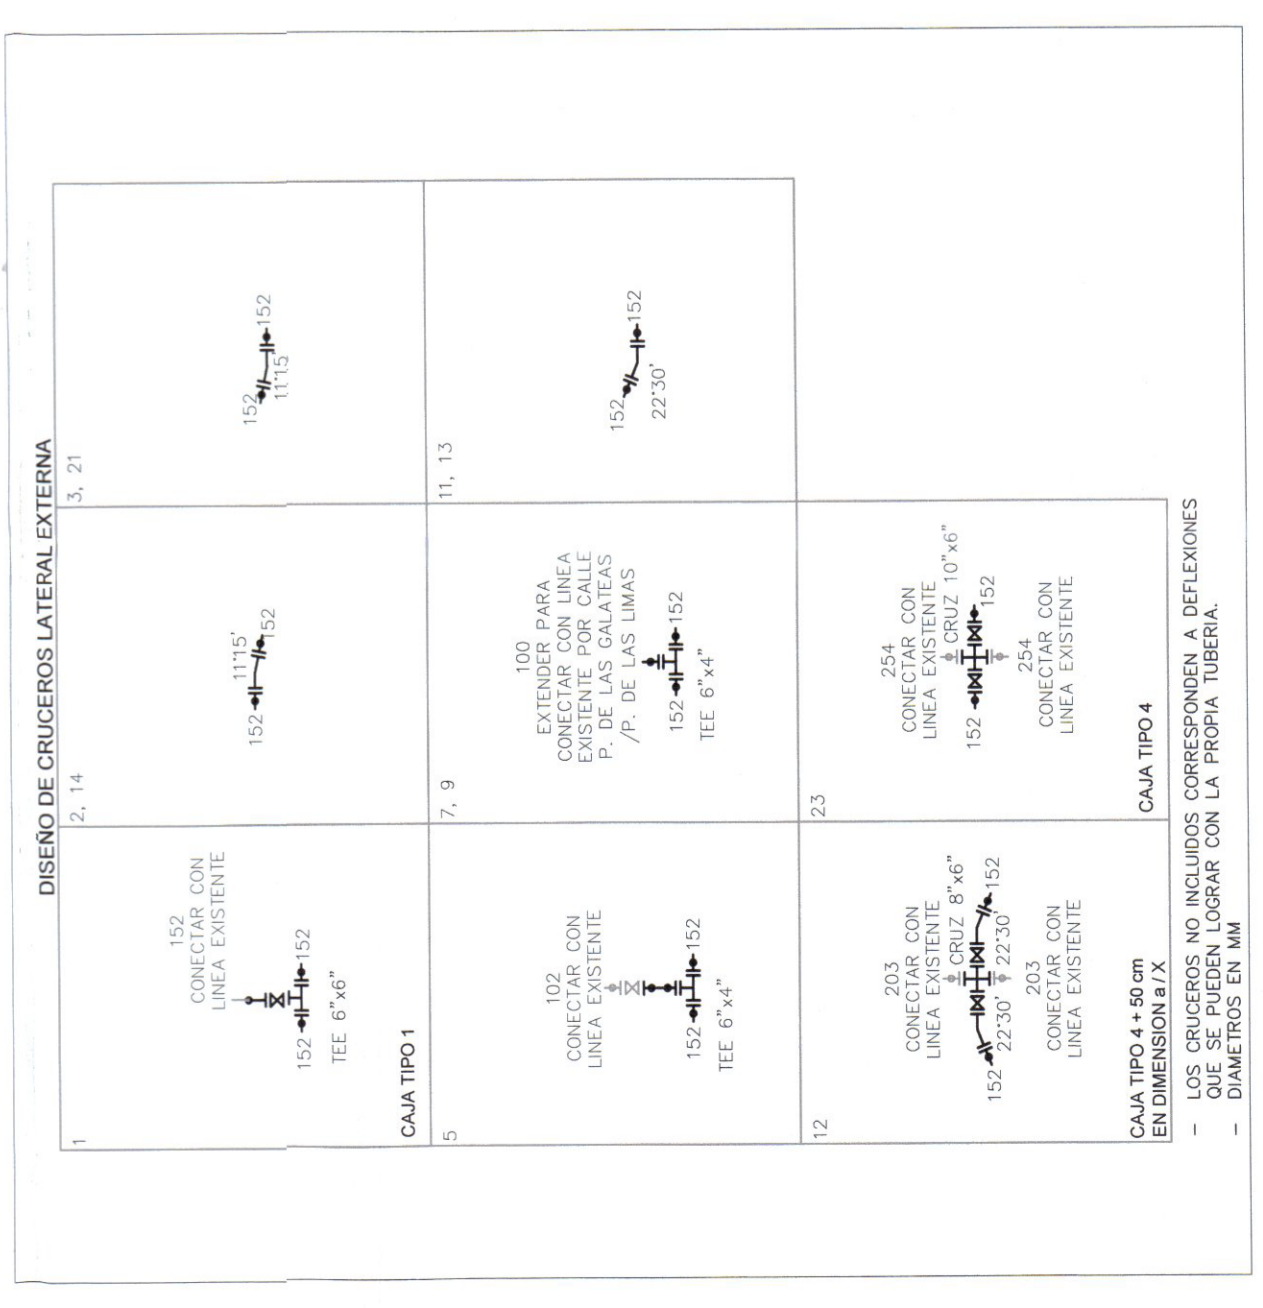 DISEÑO DE CRUCEROS LATERAL EXTERNA
1
152
CONECTAR CON
LINEA EXISTENTE
152
152
TEE 6"x6"
CAJA TIPO 1
2, 14
11°15'
152
152
3, 21
152
152
11°15'
5
102
CONECTAR CON
LINEA EXISTENTE
152
152
TEE 6"x4"
7, 9
100
EXTENDER PARA
CONECTAR CON LINEA
EXISTENTE POR CALLE
P. DE LAS GALATEAS
/P. DE LAS LIMAS
152
152
TEE 6"x4"
11, 13
152
152
22°30'
12
203
CONECTAR CON
LINEA EXISTENTE
CRUZ 8"x6"
152
22°30'
22°30'
152
203
CONECTAR CON
LINEA EXISTENTE
CAJA TIPO 4 + 50 cm
EN DIMENSION a / X
23
254
CONECTAR CON
LINEA EXISTENTE
CRUZ 10"x6"
152
152
254
CONECTAR CON
LINEA EXISTENTE
CAJA TIPO 4
- LOS CRUCEROS NO INCLUIDOS CORRESPONDEN A DEFLEXIONES
QUE SE PUEDEN LOGRAR CON LA PROPIA TUBERIA.
- DIAMETROS EN MM